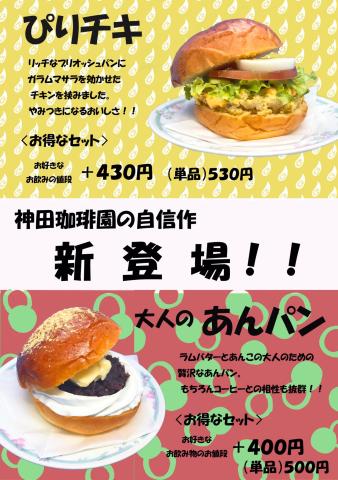 ぴりチキ
リッチなブリオッシュパンに
ガラムマサラを効かせた
チキンを挟みました。
やみつきになるおいしさ！！
〈お得なセット〉
お好きな
お飲みの値段
＋430円 (単品)530円
神田珈琲園の自信作
新登場！！
大人のあんパン
ラムバターとあんこの大人のための
贅沢なあんパン。
もちろんコーヒーとの相性も抜群！！
〈お得なセット〉
お好きな
お飲み物のお値段
＋400円
(単品)500円